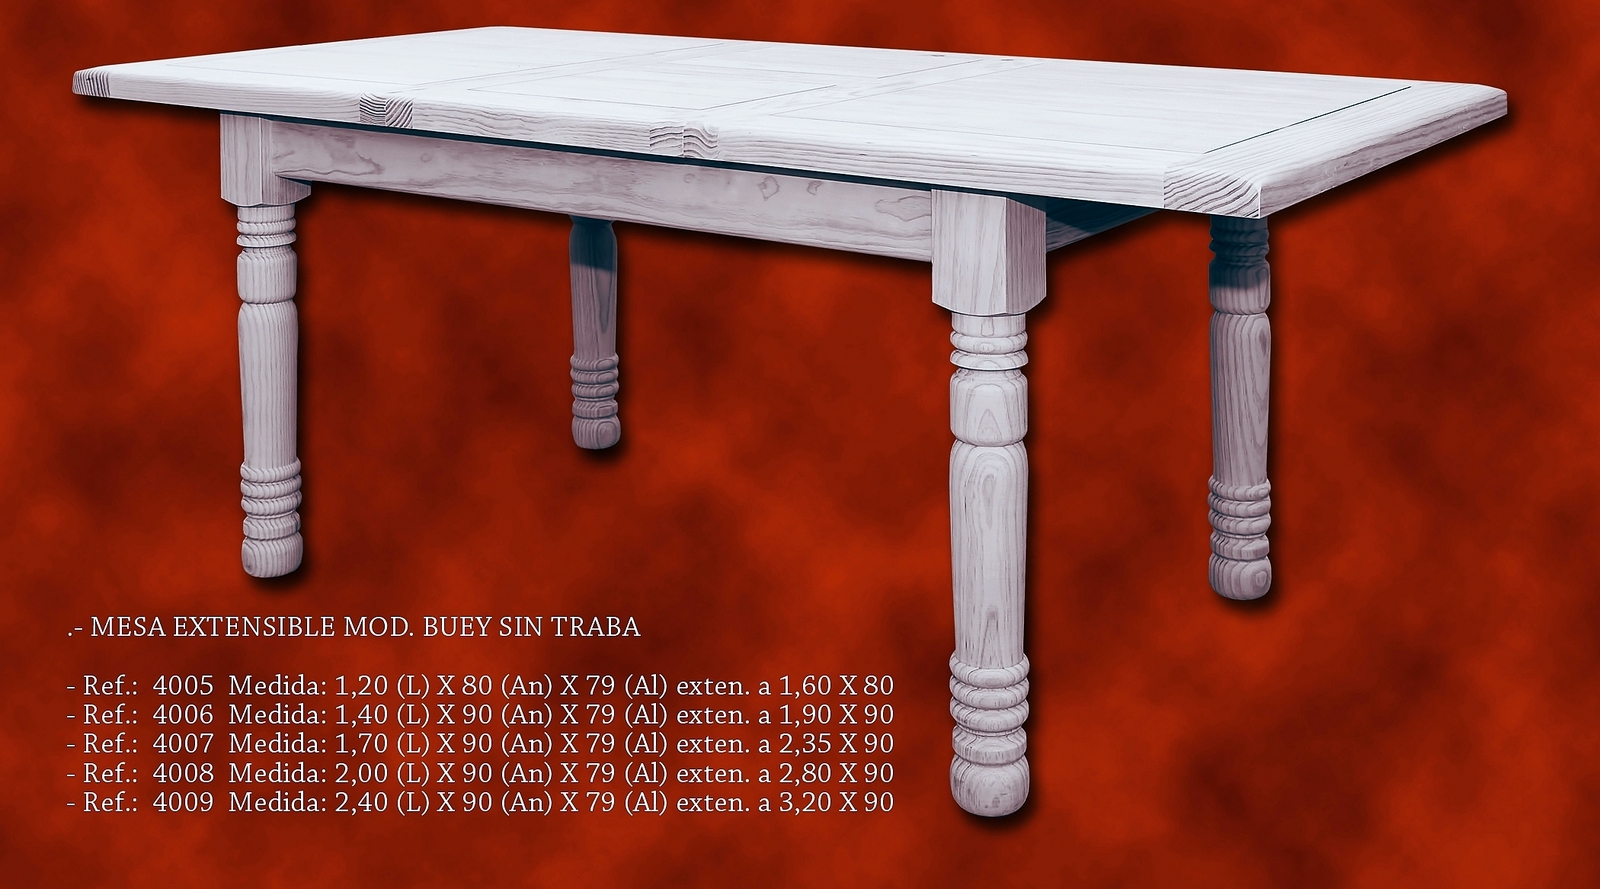 .- MESA EXTENSIBLE MOD. BUEY SIN TRABA
- Ref.: 4005 Medida: 1,20 (L) X 80 (An) X 79 (Al) exten. a 1,60 X 80
- Ref.: 4006 Medida: 1,40 (L) X 90 (An) X 79 (Al) exten. a 1,90 X 90
- Ref.: 4007 Medida: 1,70 (L) X 90 (An) X 79 (Al) exten. a 2,35 X 90
- Ref.: 4008 Medida: 2,00 (L) X 90 (An) X 79 (Al) exten. a 2,80 X 90
- Ref.: 4009 Medida: 2,40 (L) X 90 (An) X 79 (Al) exten. a 3,20 X 90